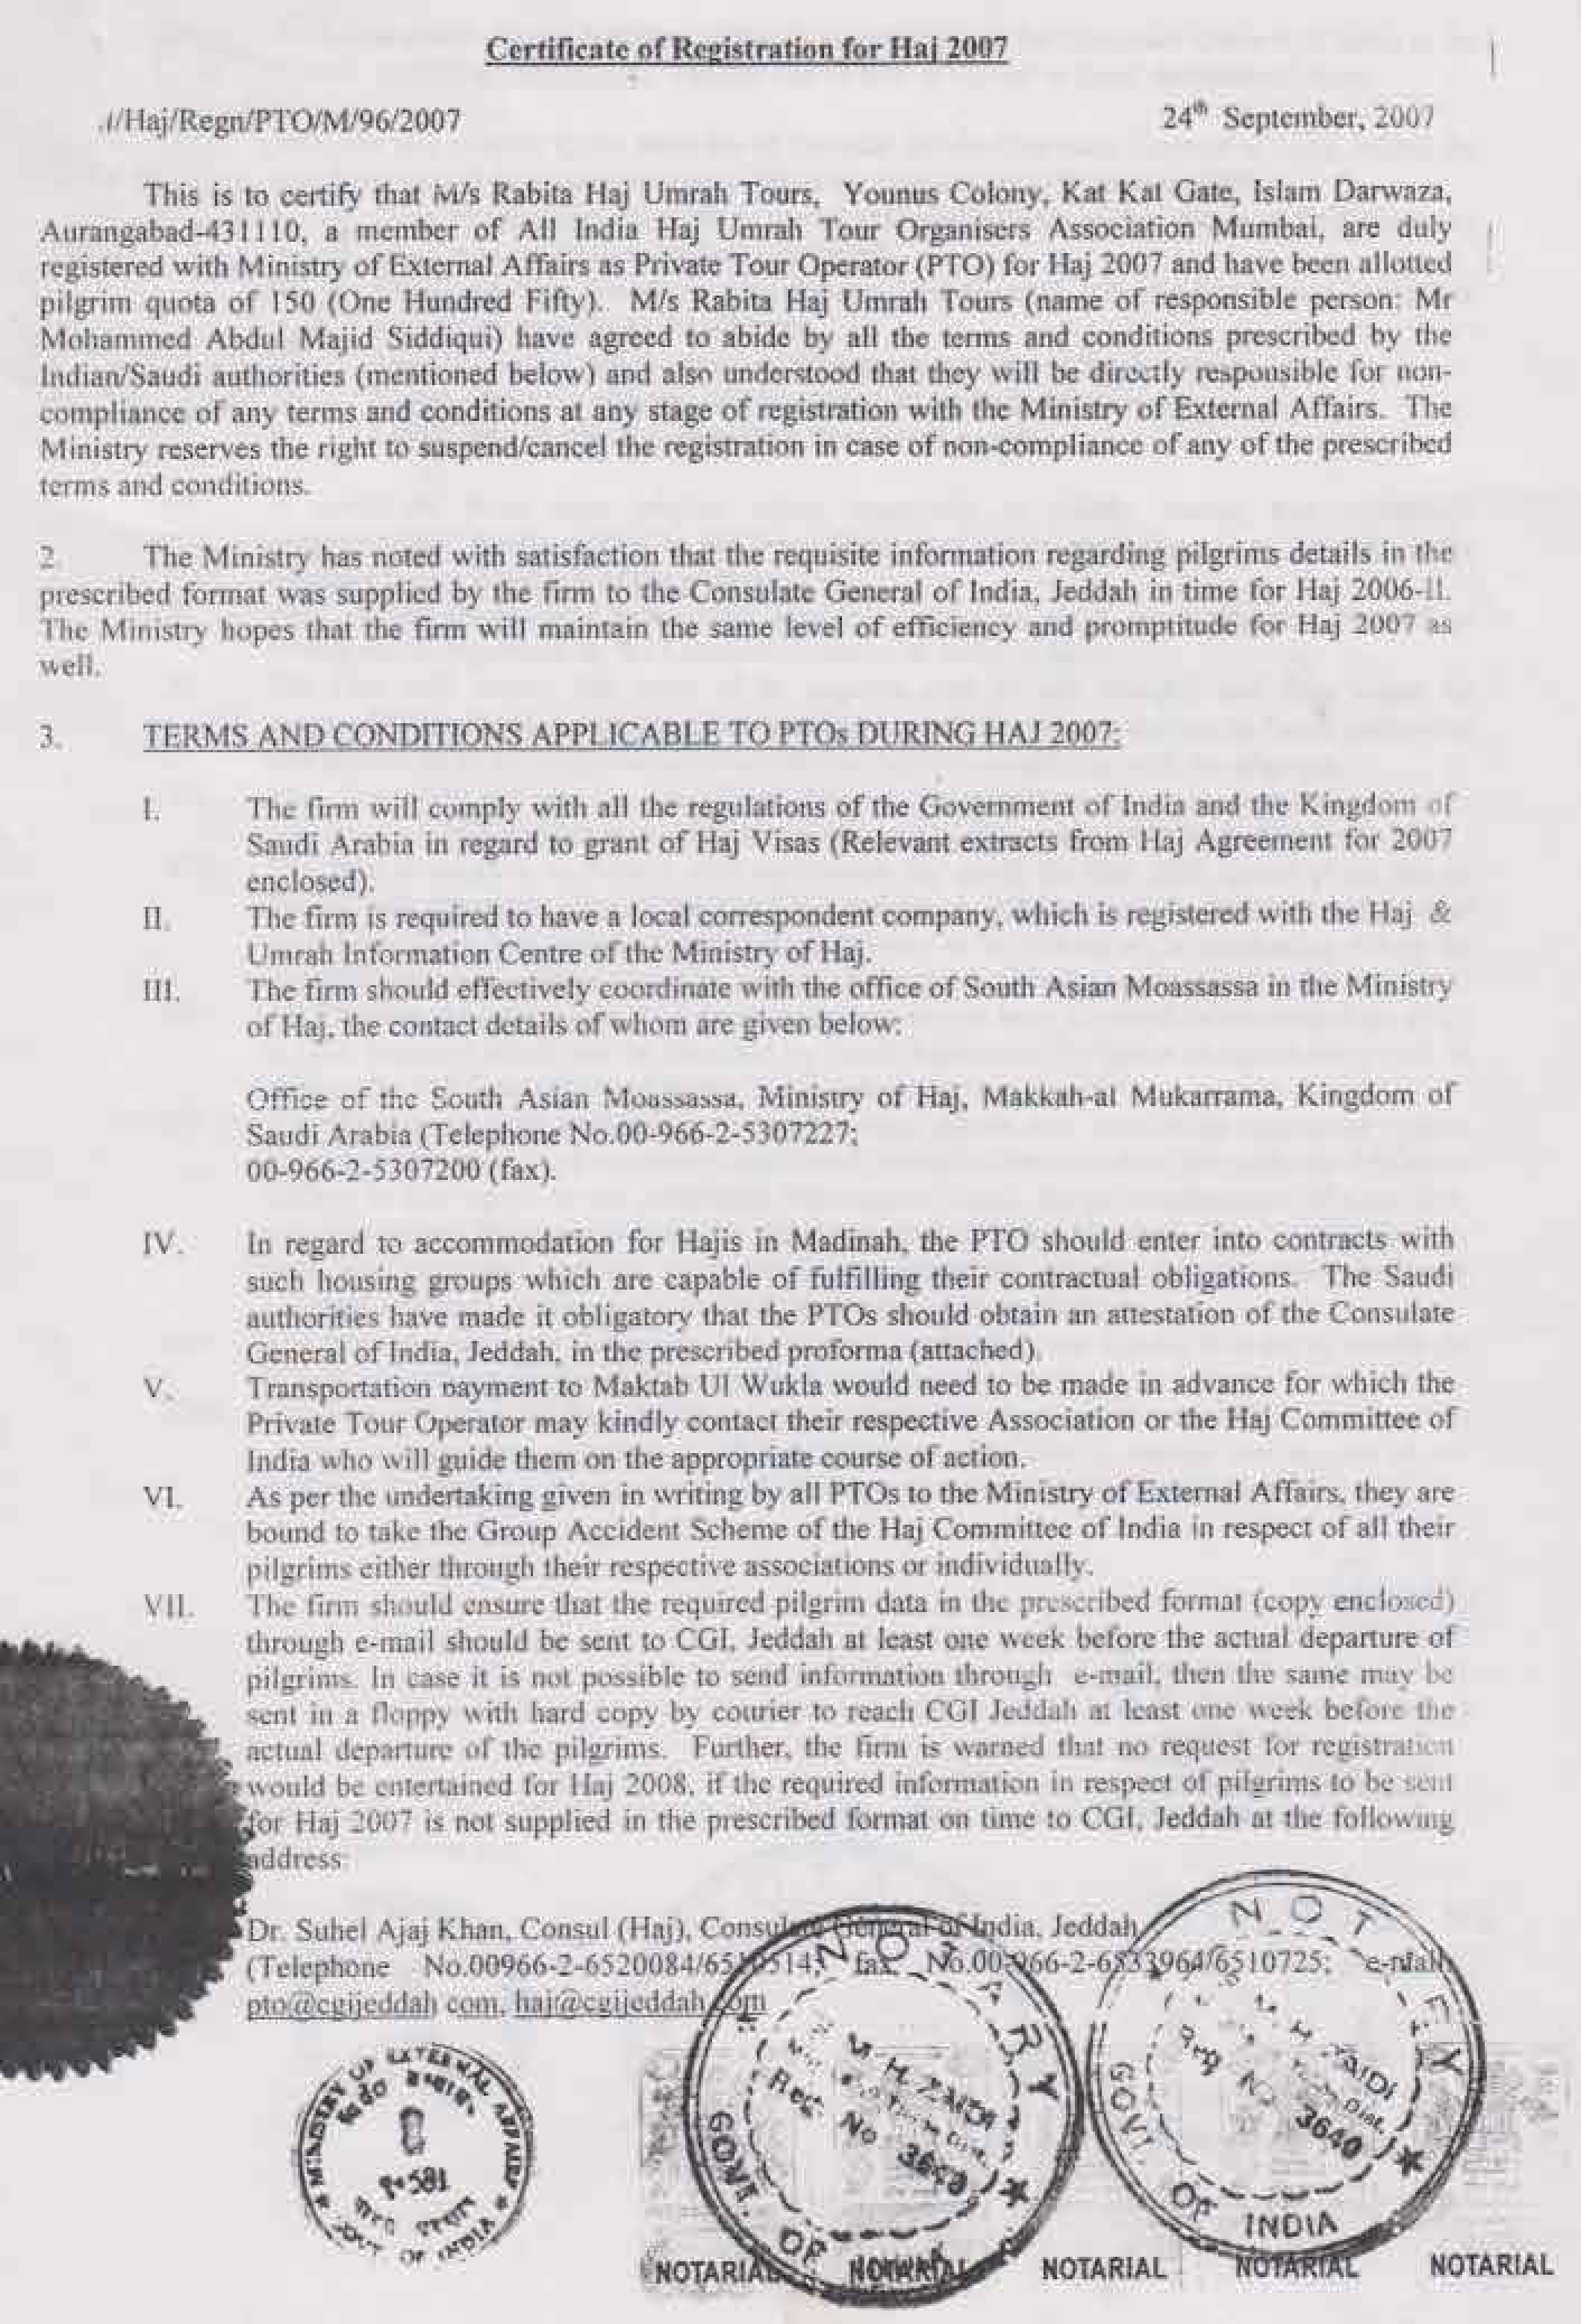 Certificate of Registration for Haj 2007
/Haj/Regn/PTO/M/96/2007 24th September, 2007
This is to certify that M/s Rabita Haj Umrah Tours, Younus Colony, Kat Kat Gate, Islam Darwaza,
Aurangabad-431110, a member of All India Haj Umrah Tour Organisers Association Mumbai, are duly
registered with Ministry of External Affairs as Private Tour Operator (PTO) for Haj 2007 and have been allotted
pilgrim quota of 150 (One Hundred Fifty). M/s Rabita Haj Umrah Tours (name of responsible person: Mr
Mohammed Abdul Majid Siddiqui) have agreed to abide by all the terms and conditions prescribed by the
Indian/Saudi authorities (mentioned below) and also understood that they will be directly responsible for non-
compliance of any terms and conditions at any stage of registration with the Ministry of External Affairs. The
Ministry reserves the right to suspend/cancel the registration in case of non-compliance of any of the prescribed
terms and conditions.
2. The Ministry has noted with satisfaction that the requisite information regarding pilgrims details in the
prescribed format was supplied by the firm to the Consulate General of India, Jeddah in time for Haj 2006-II.
The Ministry hopes that the firm will maintain the same level of efficiency and promptitude for Haj 2007 as
well.
3. TERMS AND CONDITIONS APPLICABLE TO PTOs DURING HAJ 2007:
I. The firm will comply with all the regulations of the Government of India and the Kingdom of
Saudi Arabia in regard to grant of Haj Visas (Relevant extracts from Haj Agreement for 2007
enclosed).
II. The firm is required to have a local correspondent company, which is registered with the Haj &
Umrah Information Centre of the Ministry of Haj.
III. The firm should effectively coordinate with the office of South Asian Moassassa in the Ministry
of Haj, the contact details of whom are given below:
Office of the South Asian Moassassa, Ministry of Haj, Makkah-al Mukarrama, Kingdom of
Saudi Arabia (Telephone No.00-966-2-5307227;
00-966-2-5307200 (fax).
IV. In regard to accommodation for Hajis in Madinah, the PTO should enter into contracts with
such housing groups which are capable of fulfilling their contractual obligations. The Saudi
authorities have made it obligatory that the PTOs should obtain an attestation of the Consulate
General of India, Jeddah, in the prescribed proforma (attached).
V. Transportation payment to Maktab Ul Wukla would need to be made in advance for which the
Private Tour Operator may kindly contact their respective Association or the Haj Committee of
India who will guide them on the appropriate course of action.
VI. As per the undertaking given in writing by all PTOs to the Ministry of External Affairs, they are
bound to take the Group Accident Scheme of the Haj Committee of India in respect of all their
pilgrims either through their respective associations or individually.
VII. The firm should ensure that the required pilgrim data in the prescribed format (copy enclosed)
through e-mail should be sent to CGI, Jeddah at least one week before the actual departure of
pilgrims. In case it is not possible to send information through e-mail, then the same may be
sent in a floppy with hard copy by courier to reach CGI Jeddah at least one week before the
actual departure of the pilgrims. Further, the firm is warned that no request for registration
would be entertained for Haj 2008, if the required information in respect of pilgrims to be sent
for Haj 2007 is not supplied in the prescribed format on time to CGI, Jeddah at the following
address:
Dr. Suhel Ajaj Khan, Consul (Haj), Consulate General of India, Jeddah
(Telephone No.00966-2-6520084/65 fax No.00-966-2-6533964/6510725; e-mail:
pto@cgijeddah.com, haj@cgijeddah.com
MINISTRY OF EXTERNAL AFFAIRS
GOVT OF INDIA
NOTARY
M.H. ZAIDI
Reg. No 3640
GOVT. OF INDIA
NOTARY
ZAIDI
Reg No 3640
GOVT. OF INDIA
NOTARIAL NOTARIAL NOTARIAL NOTARIAL NOTARIAL